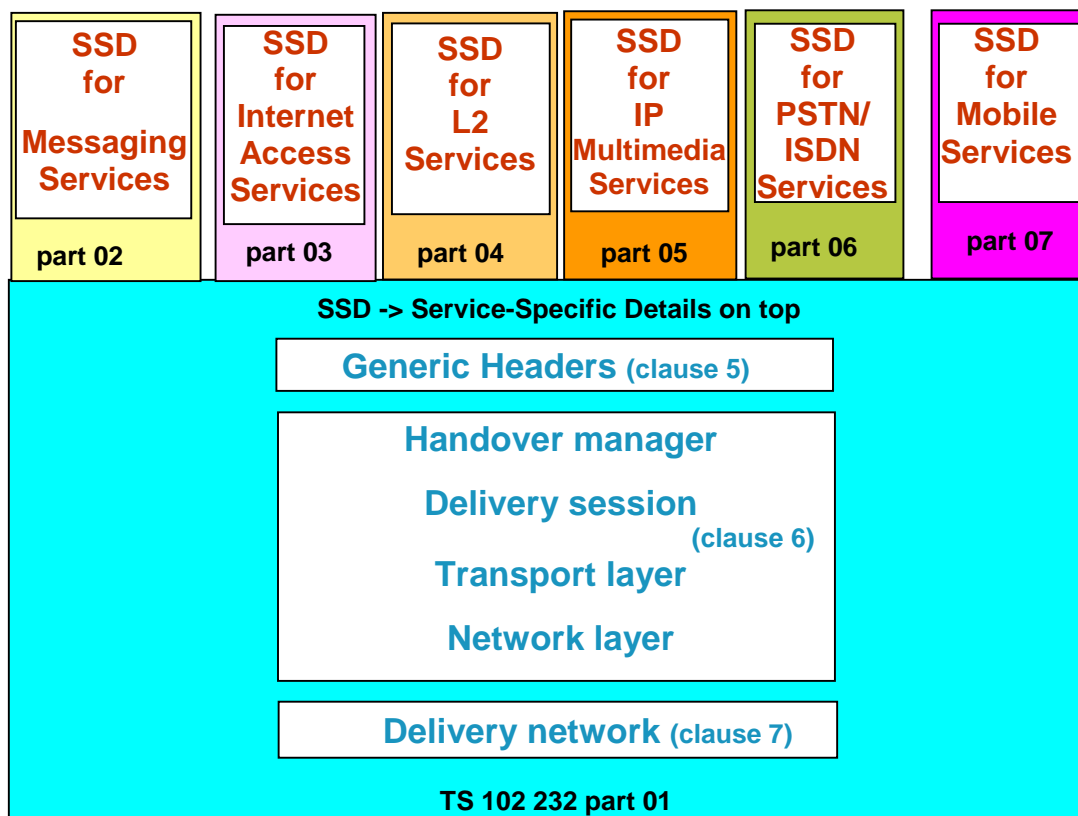 SSD
for
Messaging
Services
part 02
SSD
for
Internet
Access
Services
part 03
SSD
for
L2
Services
part 04
SSD
for
IP
Multimedia
Services
part 05
SSD
for
PSTN/
ISDN
Services
part 06
SSD
for
Mobile
Services
part 07
SSD -> Service-Specific Details on top
Generic Headers (clause 5)
Handover manager
Delivery session
(clause 6)
Transport layer
Network layer
Delivery network (clause 7)
TS 102 232 part 01